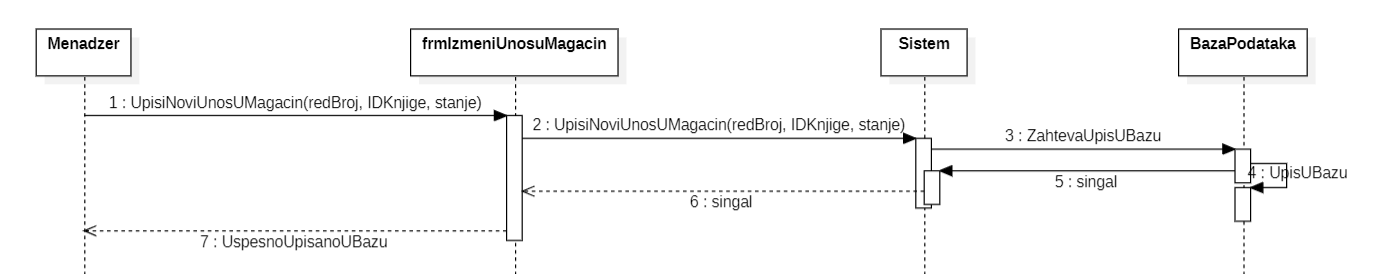 Menadzer
frmIzmeniUnosuMagacin
Sistem
BazaPodataka
1 : UpisiNoviUnosUMagacin(redBroj, IDKnjige, stanje)
2 : UpisiNoviUnosUMagacin(redBroj, IDKnjige, stanje)
3 : ZahtevaUpisUBazu
4 : UpisUBazu
5 : singal
6 : singal
7 : UspesnoUpisanoUBazu